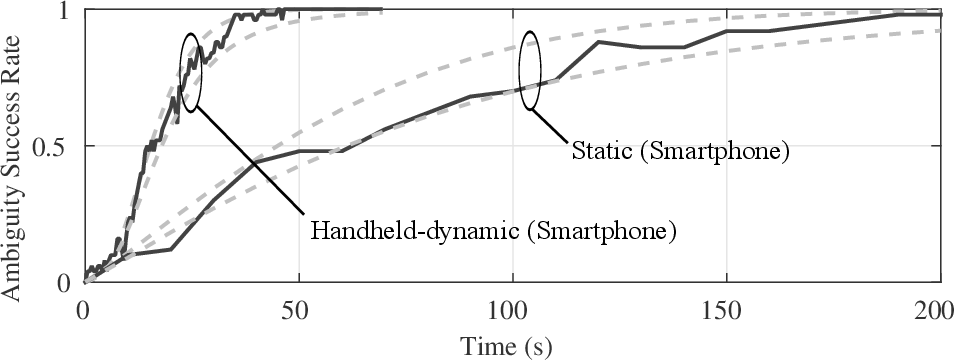 Ambiguity Success Rate
1
0.5
0
Static (Smartphone)
Handheld-dynamic (Smartphone)
0 50 100 150 200
Time (s)